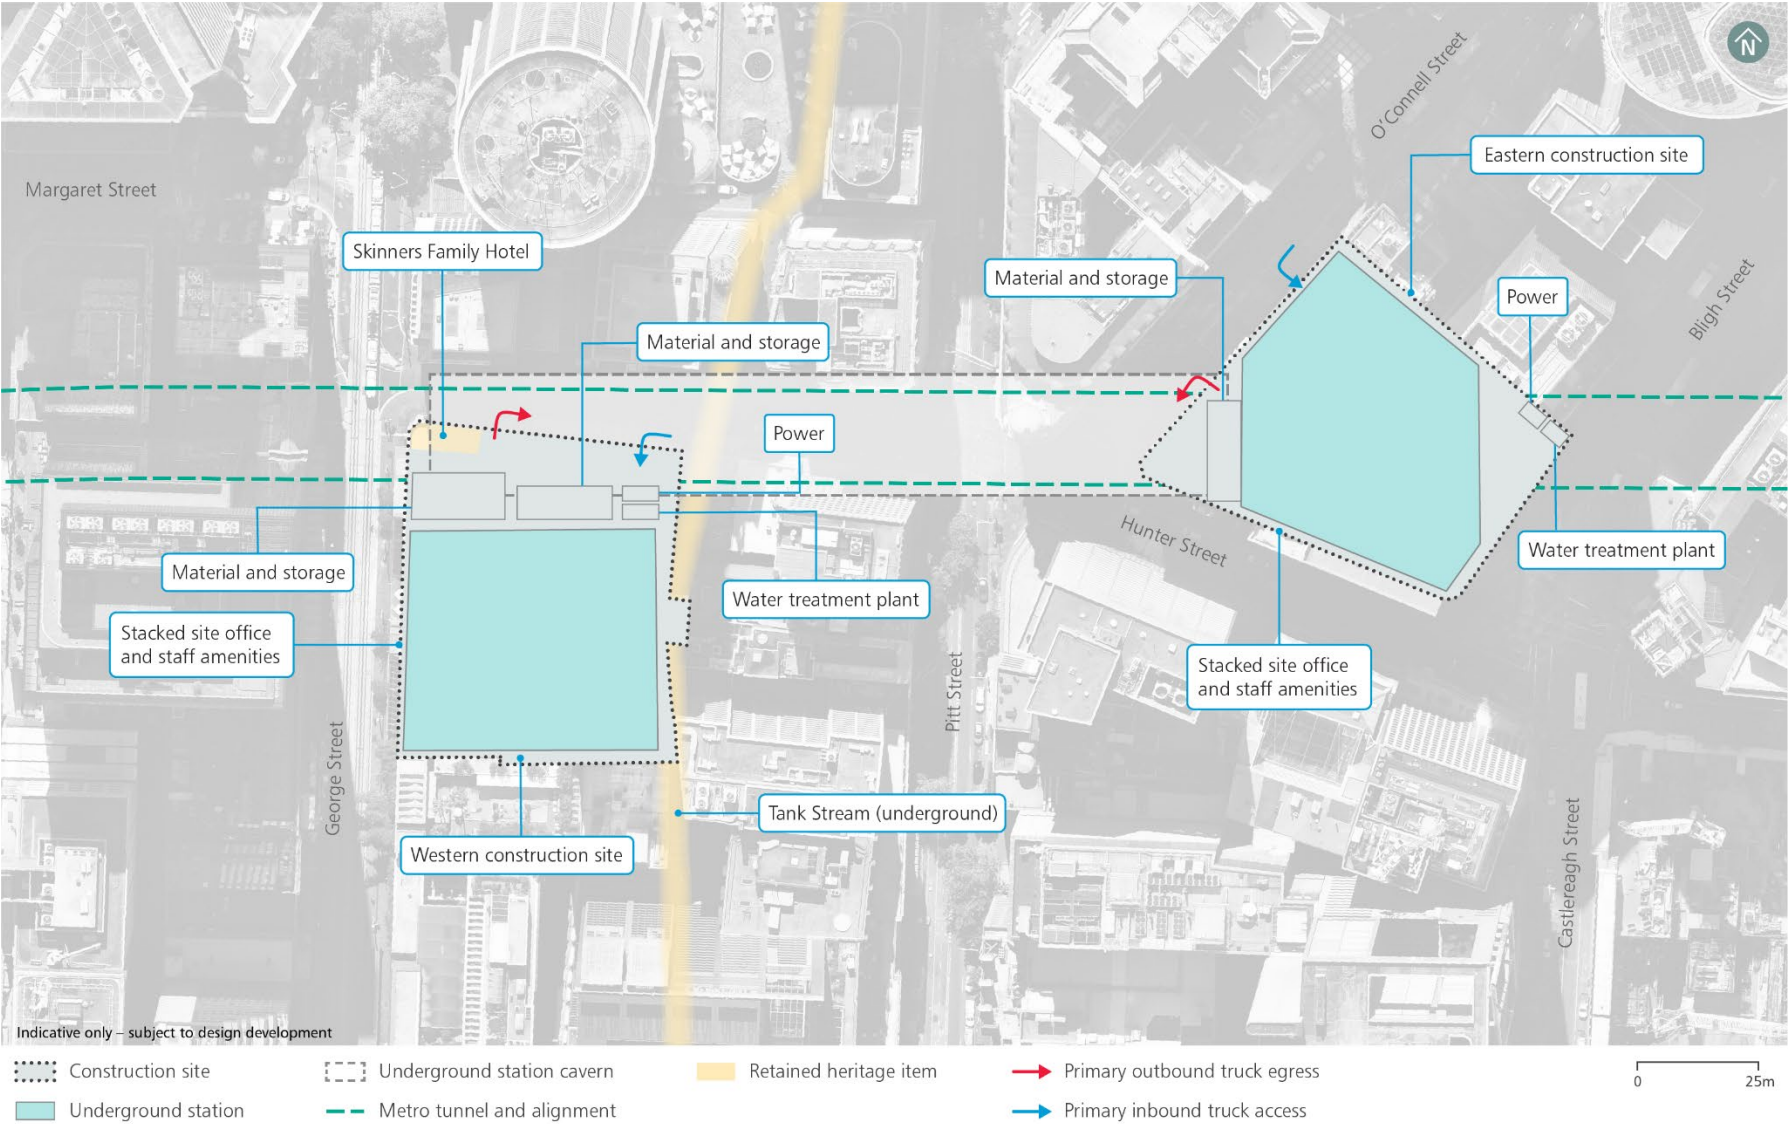 N
O'Connell Street
Eastern construction site
Margaret Street
Skinners Family Hotel
Material and storage
Power
Bligh Street
Material and storage
Power
Hunter Street
Water treatment plant
Material and storage
Water treatment plant
Stacked site office
and staff amenities
Stacked site office
and staff amenities
Pitt Street
George Street
Tank Stream (underground)
Western construction site
Castlereagh Street
Indicative only – subject to design development
Construction site
Underground station cavern
Retained heritage item
Primary outbound truck egress
0
25m
Underground station
Metro tunnel and alignment
Primary inbound truck access